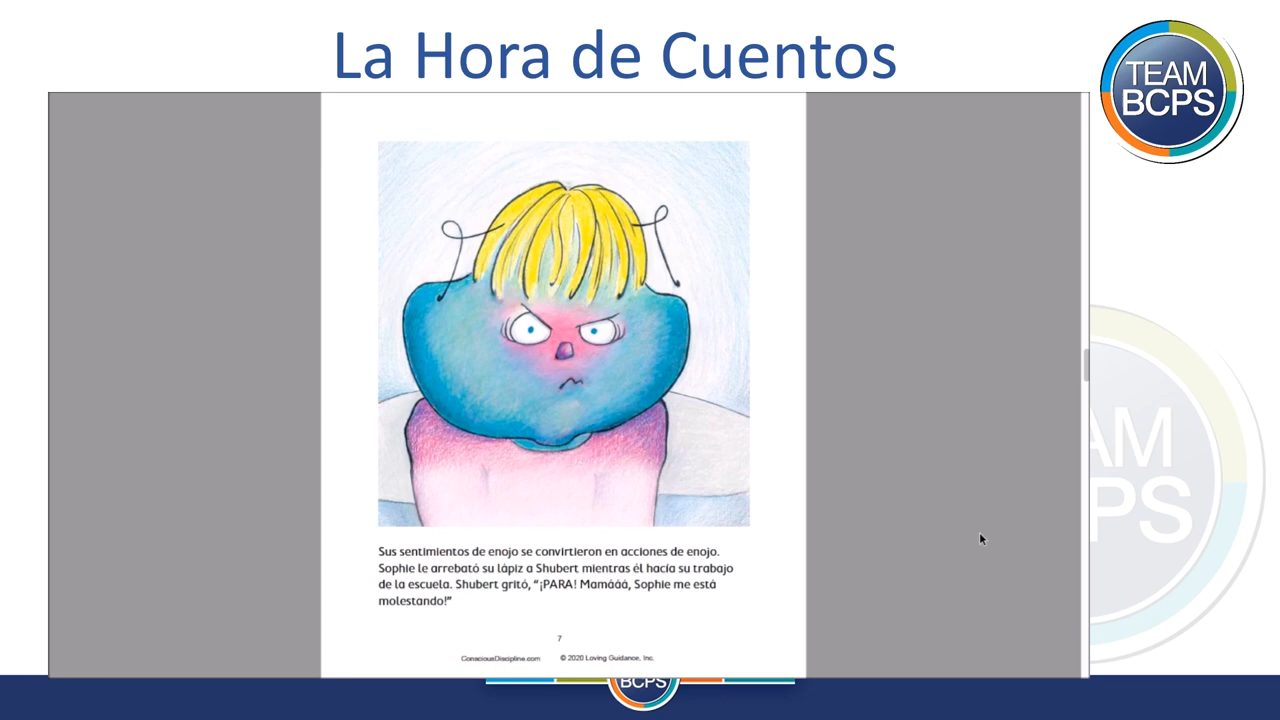 La Hora de Cuentos
TEAM
BCPS
Sus sentimientos de enojo se convirtieron en acciones de enojo.
Sophie le arrebató su lápiz a Shubert mientras él hacía su trabajo
de la escuela. Shubert gritó, “¡PARA! Mamááá, Sophie me está
molestando!”
7
ConsciousDiscipline.com © 2020 Loving Guidance, Inc.
AM
PS
BCPS